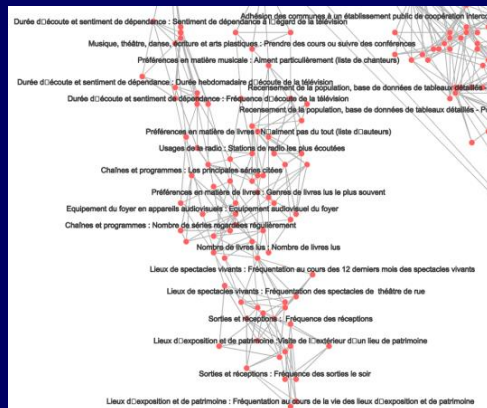 Adhésion des communes à un établissement public de coopération interco
Durée d□écoute et sentiment de dépendance : Sentiment de dépendance à l□égard de la télévision
Musique, théâtre, danse, écriture et arts plastiques : Prendre des cours ou suivre des conférences
Préférences en matière musicale : Aiment particulièrement (liste de chanteurs)
Durée d□écoute et sentiment de dépendance : Durée hebdomadaire d□écoute de la télévision
Recensement de la population, base de données de tableaux détaillés -
Durée d□écoute et sentiment de dépendance : Fréquence d□écoute de la télévision
Recensement de la population, base de données de tableaux détaillés - P
Préférences en matière de livres : N□aiment pas du tout (liste d□auteurs)
Usages de la radio : Stations de radio les plus écoutées
Chaînes et programmes : Les principales séries citées
Préférences en matière de livres : Genres de livres lus le plus souvent
Equipement du foyer en appareils audiovisuels : Equipement audiovisuel du foyer
Chaînes et programmes : Nombre de séries regardées régulièrement
Nombre de livres lus : Nombre de livres lus
Lieux de spectacles vivants : Fréquentation au cours des 12 derniers mois des spectacles vivants
Lieux de spectacles vivants : Fréquentation des spectacles de théâtre de rue
Sorties et réceptions : Fréquence des réceptions
Lieux d□exposition et de patrimoine :Visite de l□extérieur d□un lieu de patrimoine
Sorties et réceptions : Fréquence des sorties le soir
Lieux d□exposition et de patrimoine : Fréquentation au cours de la vie des lieux d□exposition et de patrimoine